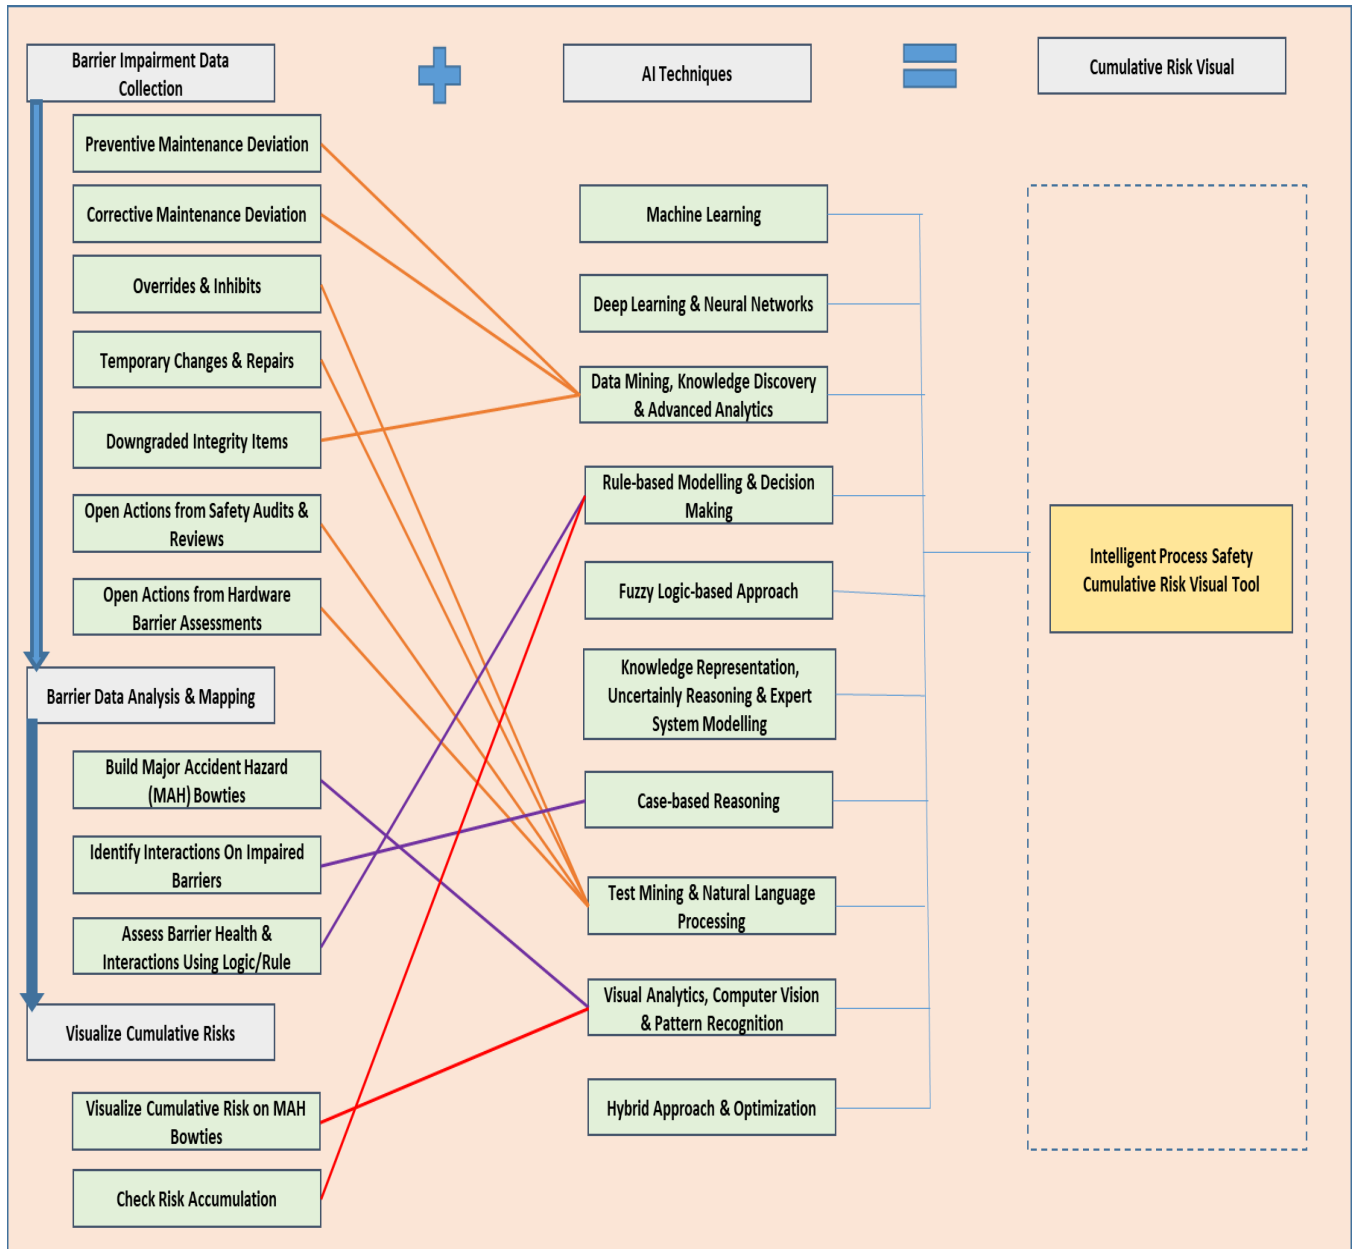 Barrier Impairment Data
Collection
AI Techniques
Cumulative Risk Visual
Preventive Maintenance Deviation
Corrective Maintenance Deviation
Overrides & Inhibits
Temporary Changes & Repairs
Downgraded Integrity Items
Open Actions from Safety Audits &
Reviews
Open Actions from Hardware
Barrier Assessments
Barrier Data Analysis & Mapping
Build Major Accident Hazard
(MAH) Bowties
Identify Interactions On Impaired
Barriers
Assess Barrier Health &
Interactions Using Logic/Rule
Visualize Cumulative Risks
Visualize Cumulative Risk on MAH
Bowties
Check Risk Accumulation
Machine Learning
Deep Learning & Neural Networks
Data Mining, Knowledge Discovery
& Advanced Analytics
Rule-based Modelling & Decision
Making
Fuzzy Logic-based Approach
Knowledge Representation,
Uncertainly Reasoning & Expert
System Modelling
Case-based Reasoning
Test Mining & Natural Language
Processing
Visual Analytics, Computer Vision
& Pattern Recognition
Hybrid Approach & Optimization
Intelligent Process Safety
Cumulative Risk Visual Tool